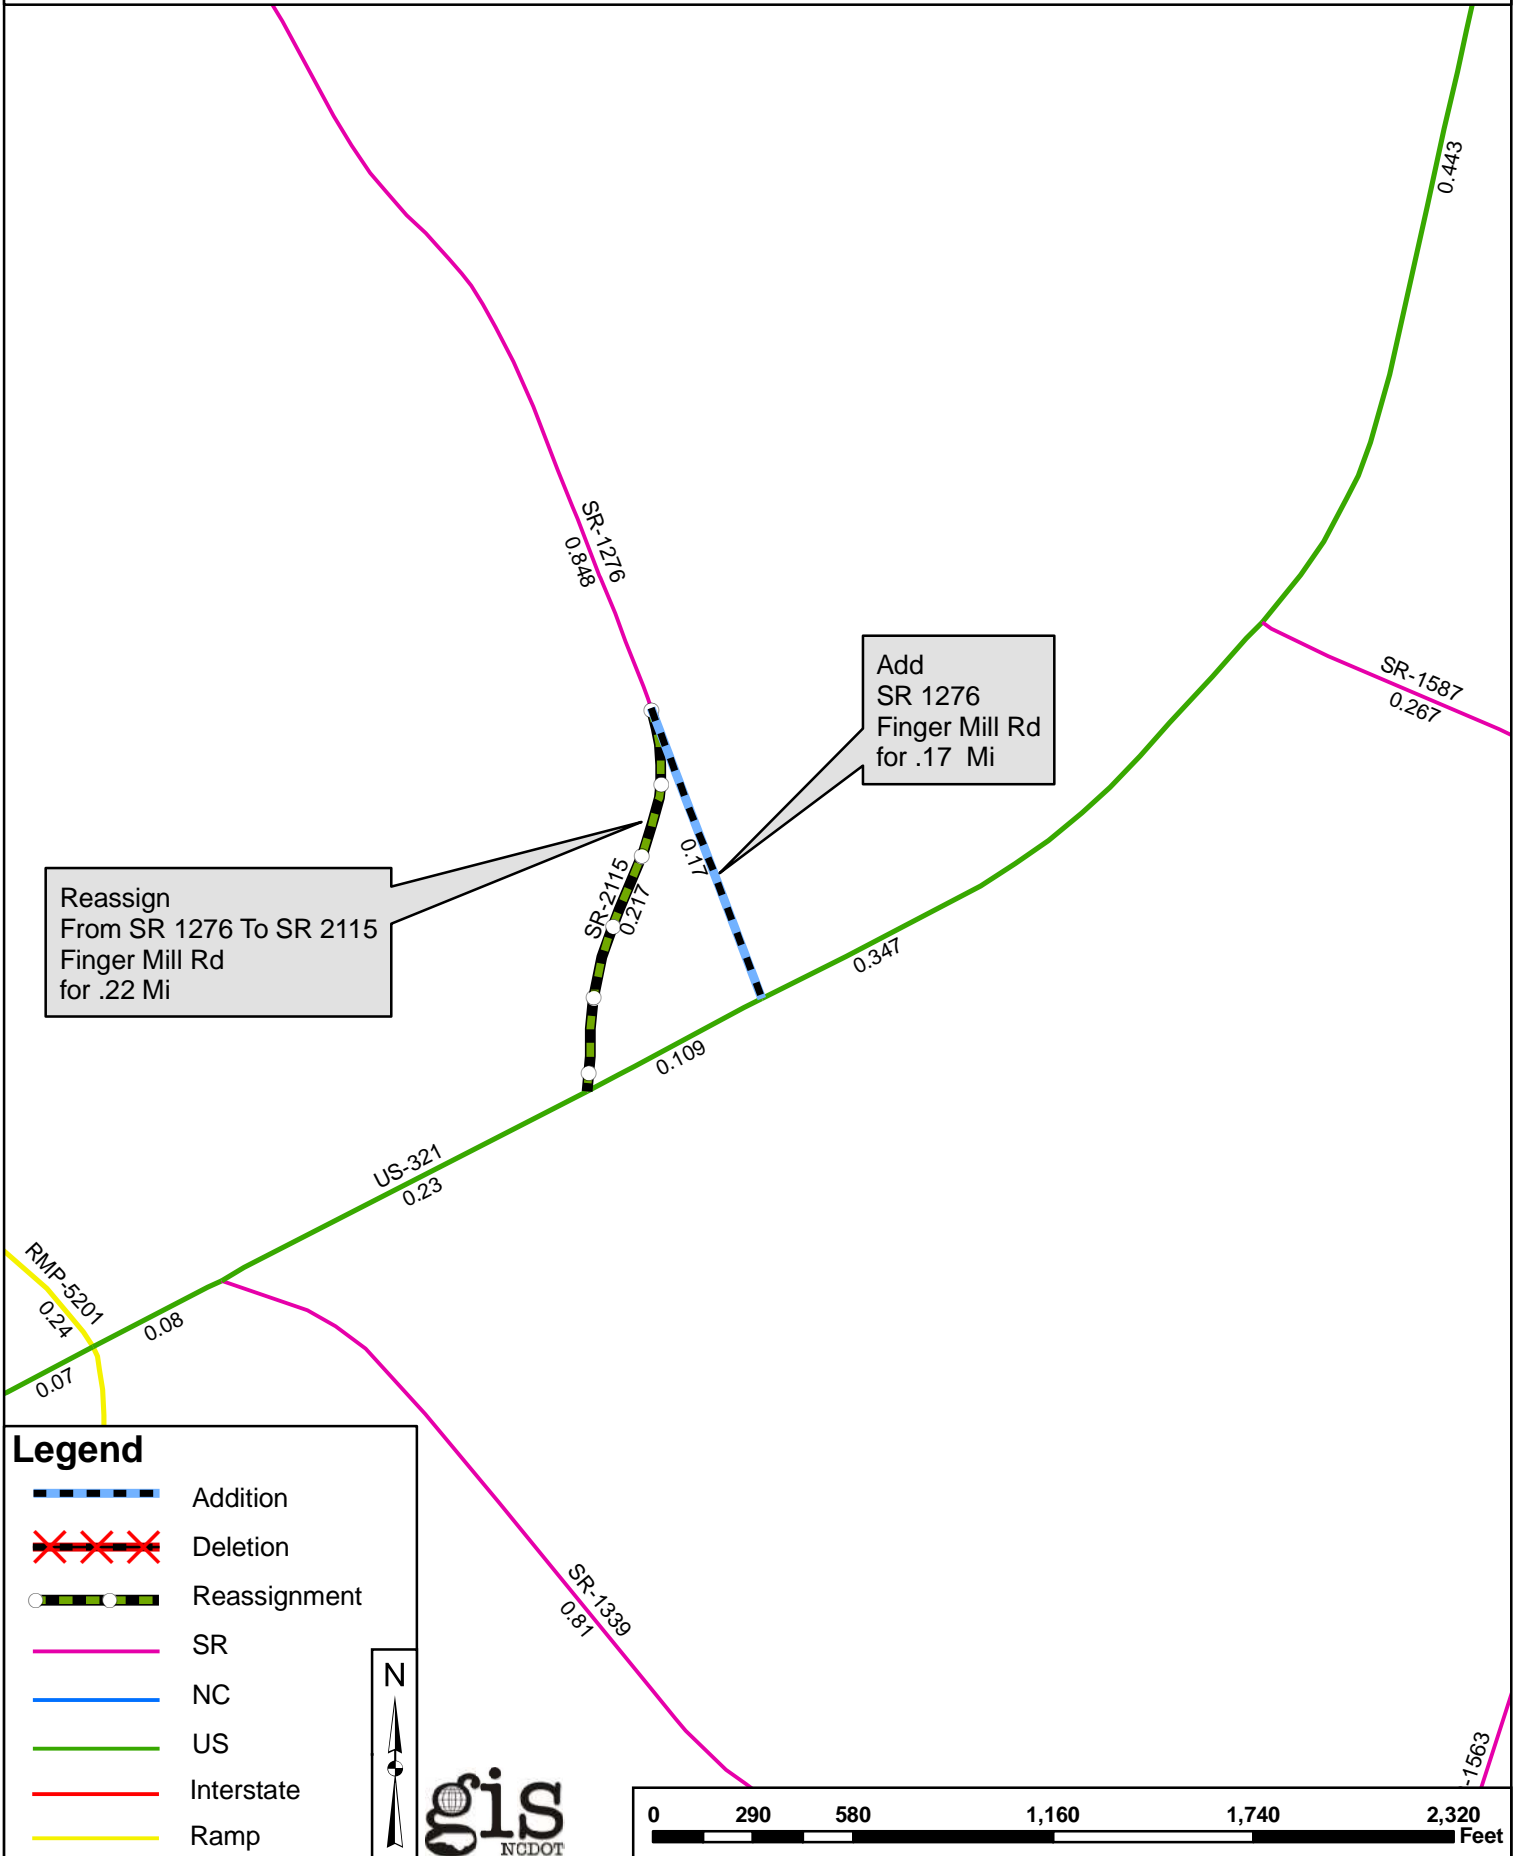 0.443
SR-1276
0.848
Add
SR 1276
Finger Mill Rd
for .17 Mi
SR-1587
0.267
0.17
SR-2115
0.217
Reassign
From SR 1276 To SR 2115
Finger Mill Rd
for .22 Mi
0.347
0.109
US-321
0.23
RMP-5201
0.24
0.08
0.07
Legend
Addition
Deletion
Reassignment
SR
NC
US
Interstate
Ramp
N
gis
NCDOT
SR-1339
0.81
-1563
0 290 580 1,160 1,740 2,320
Feet